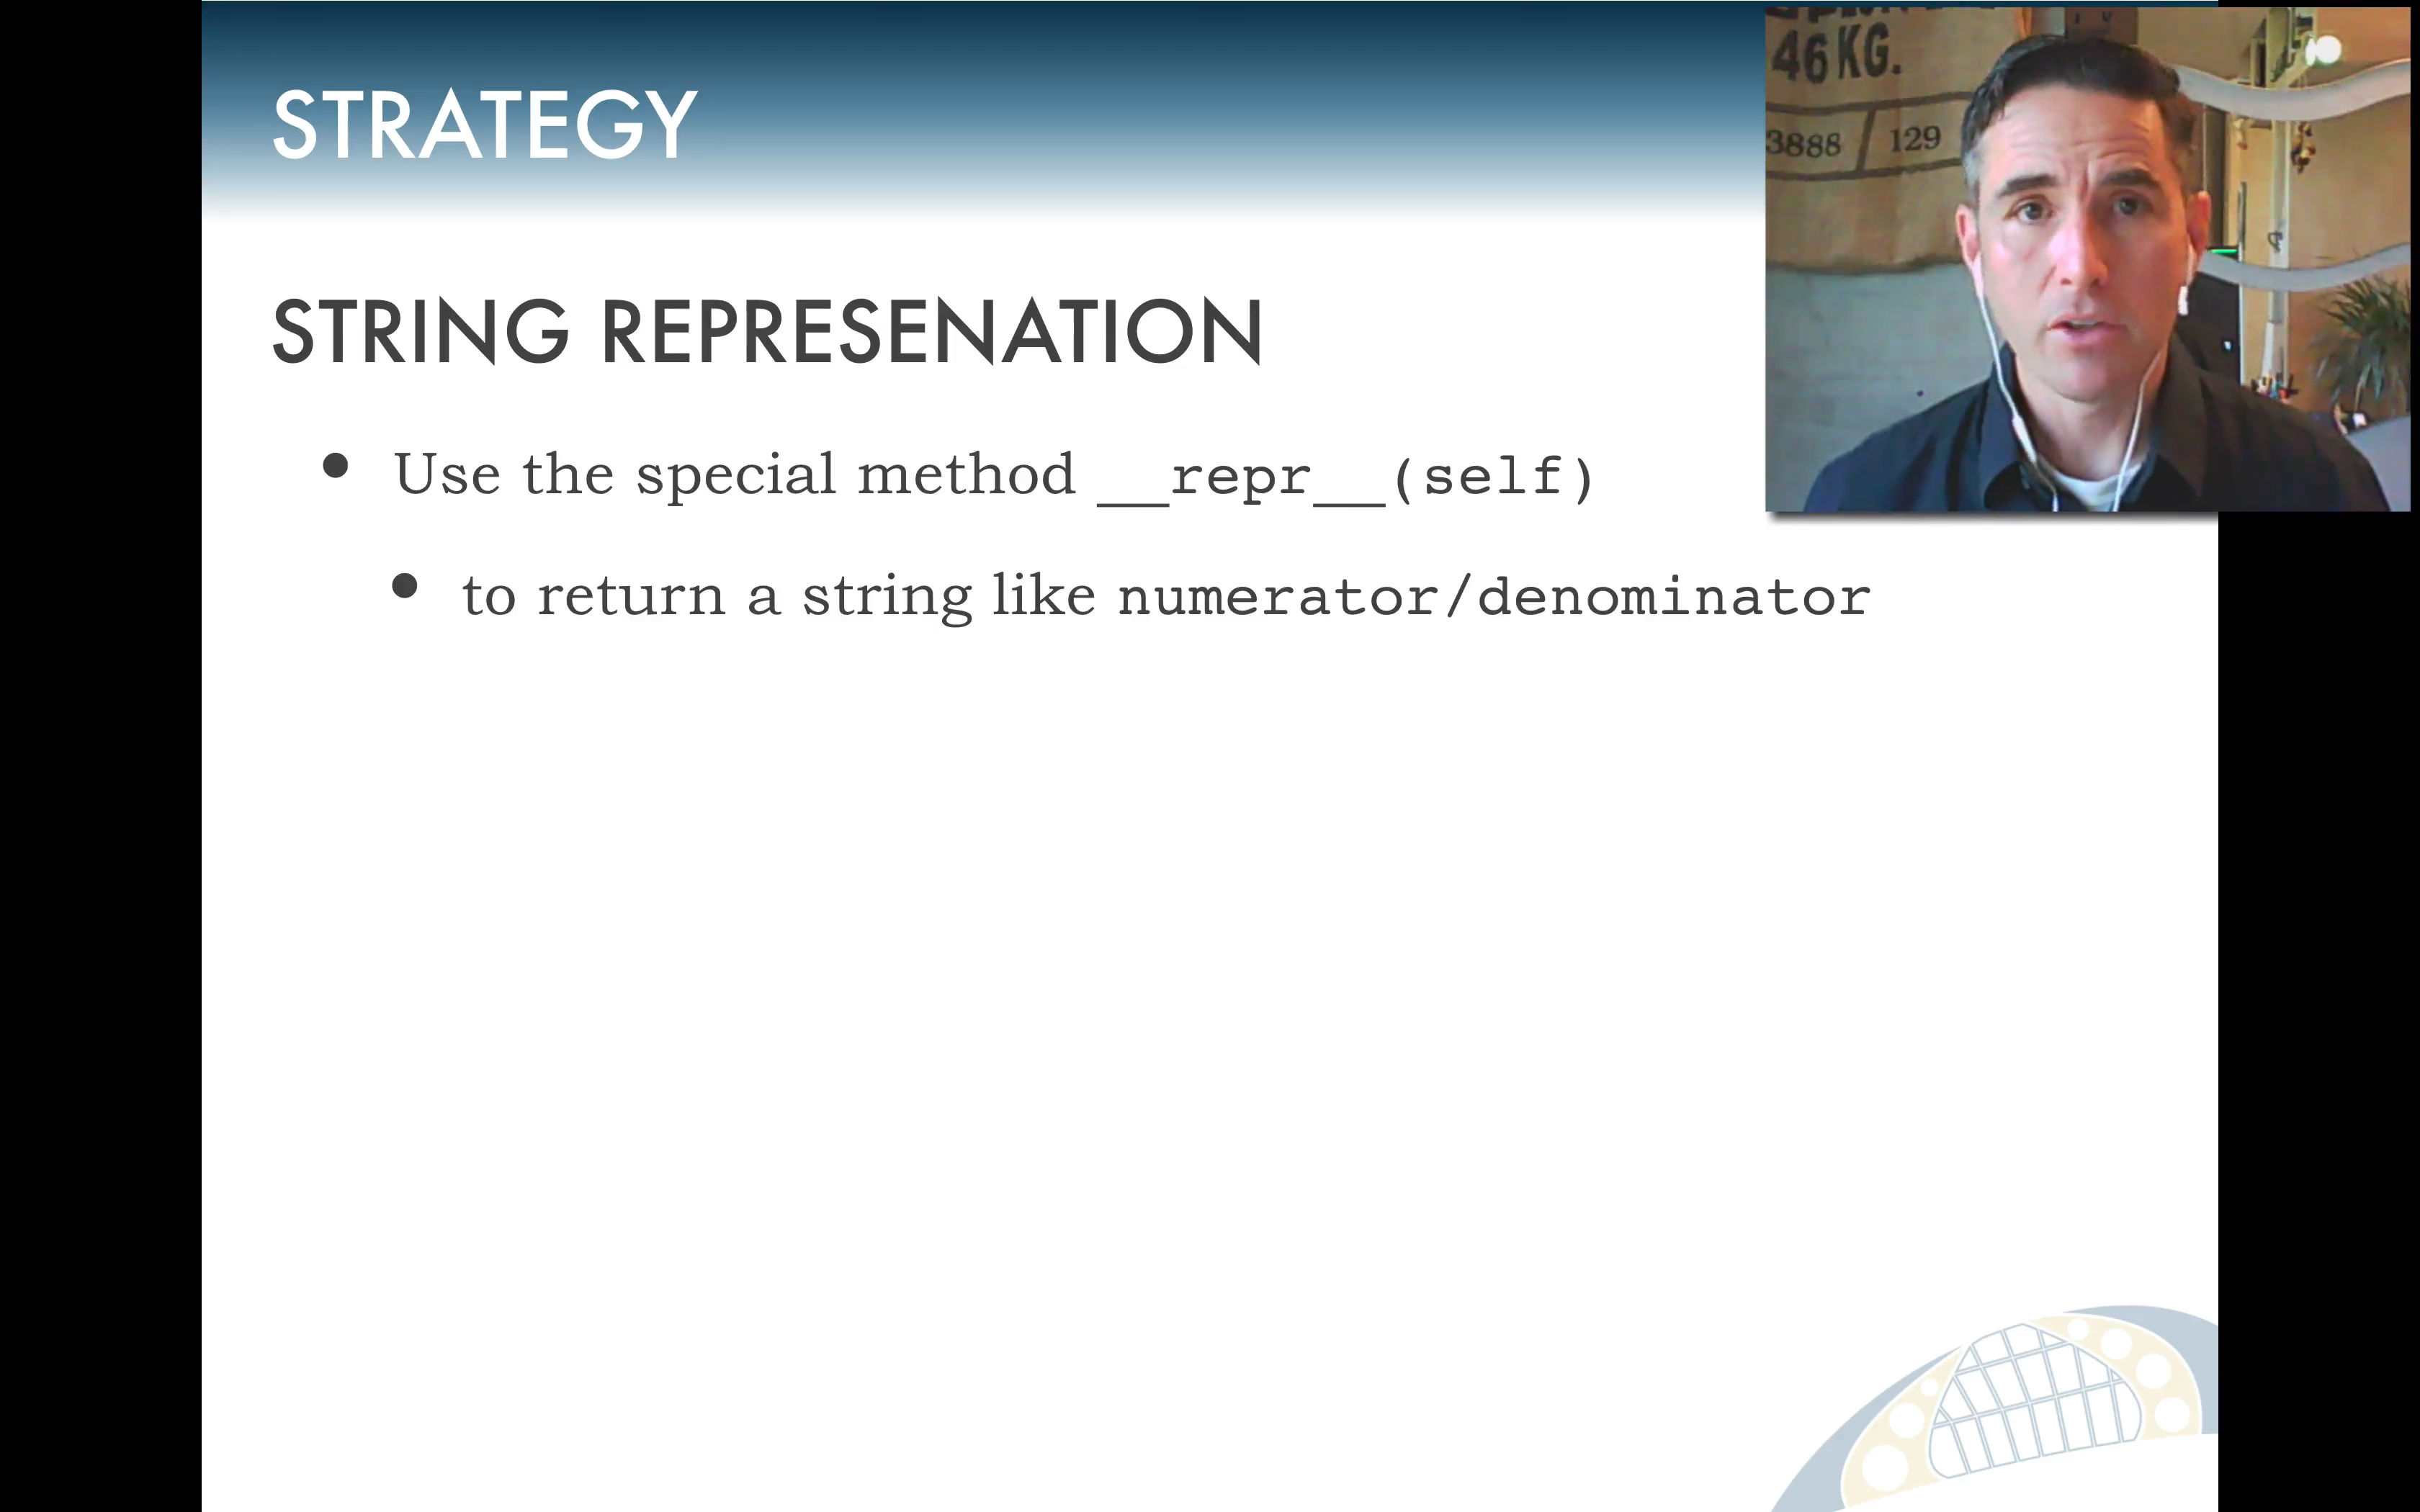 STRATEGY
46 KG.
3888 / 129
STRING REPRESENATION
• Use the special method __repr__(self)
• to return a string like numerator/denominator